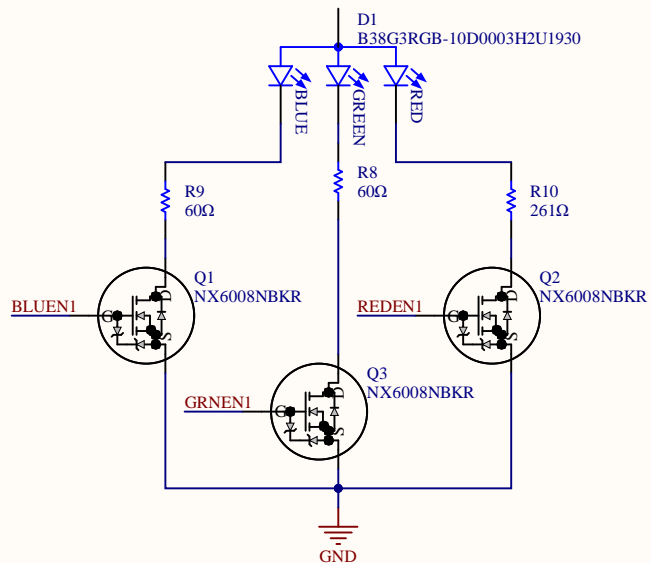 D1
B38G3RGB-10D0003H2U1930
BLUE
GREEN
RED
R9
60Ω
R8
60Ω
R10
261Ω
Q1
NX6008NBKR
BLUEN1
G
D
S
Q2
NX6008NBKR
REDEN1
G
D
S
Q3
NX6008NBKR
GRNEN1
G
D
S
GND